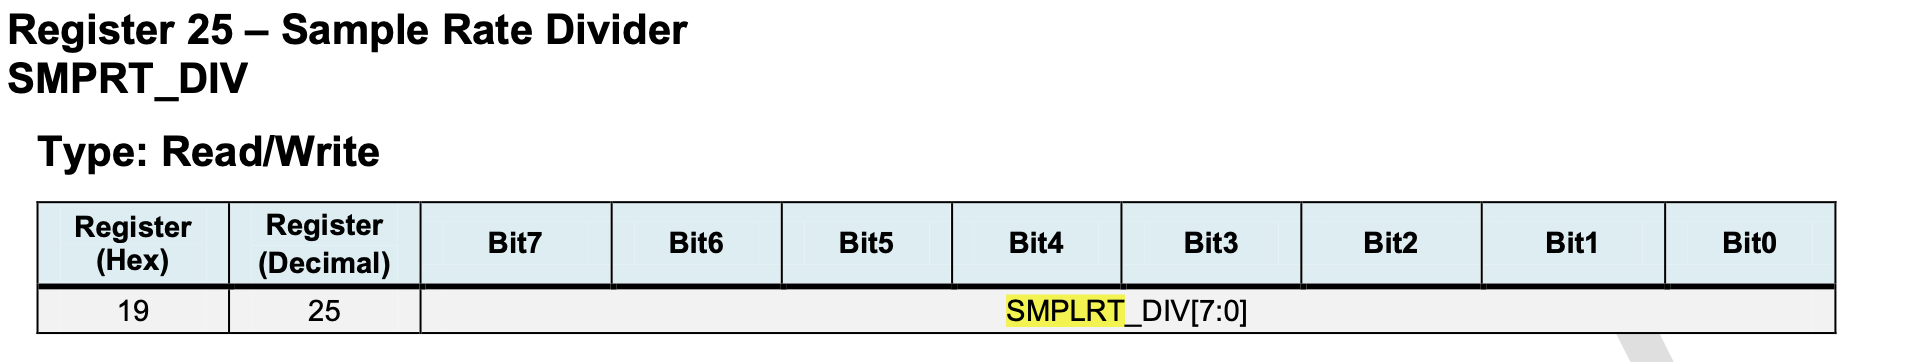 Register 25 – Sample Rate Divider
SMPRT_DIV
Type: Read/Write
Register (Hex) Register (Decimal) Bit7 Bit6 Bit5 Bit4 Bit3 Bit2 Bit1 Bit0
19 25 SMPLRT_DIV[7:0]